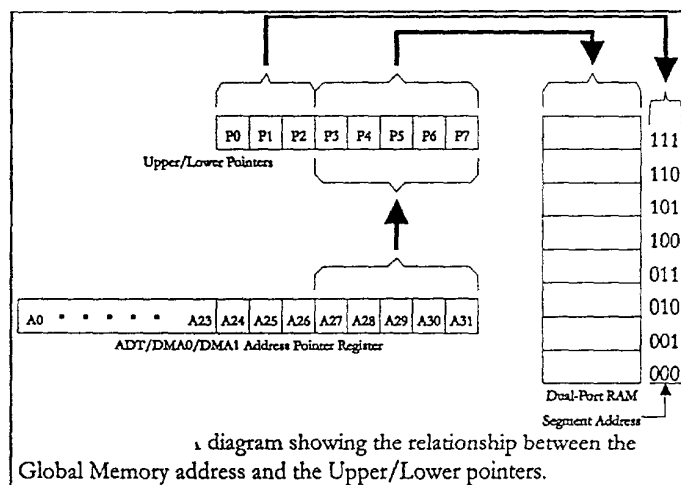 P0 P1 P2 P3 P4 P5 P6 P7
Upper/Lower Pointers
111
110
101
100
011
010
001
000
A0 . . . . . A23 A24 A25 A26 A27 A28 A29 A30 A31
ADT/DMA0/DMA1 Address Pointer Register
Dual-Port RAM
Segment Address
diagram showing the relationship between the
Global Memory address and the Upper/Lower pointers.